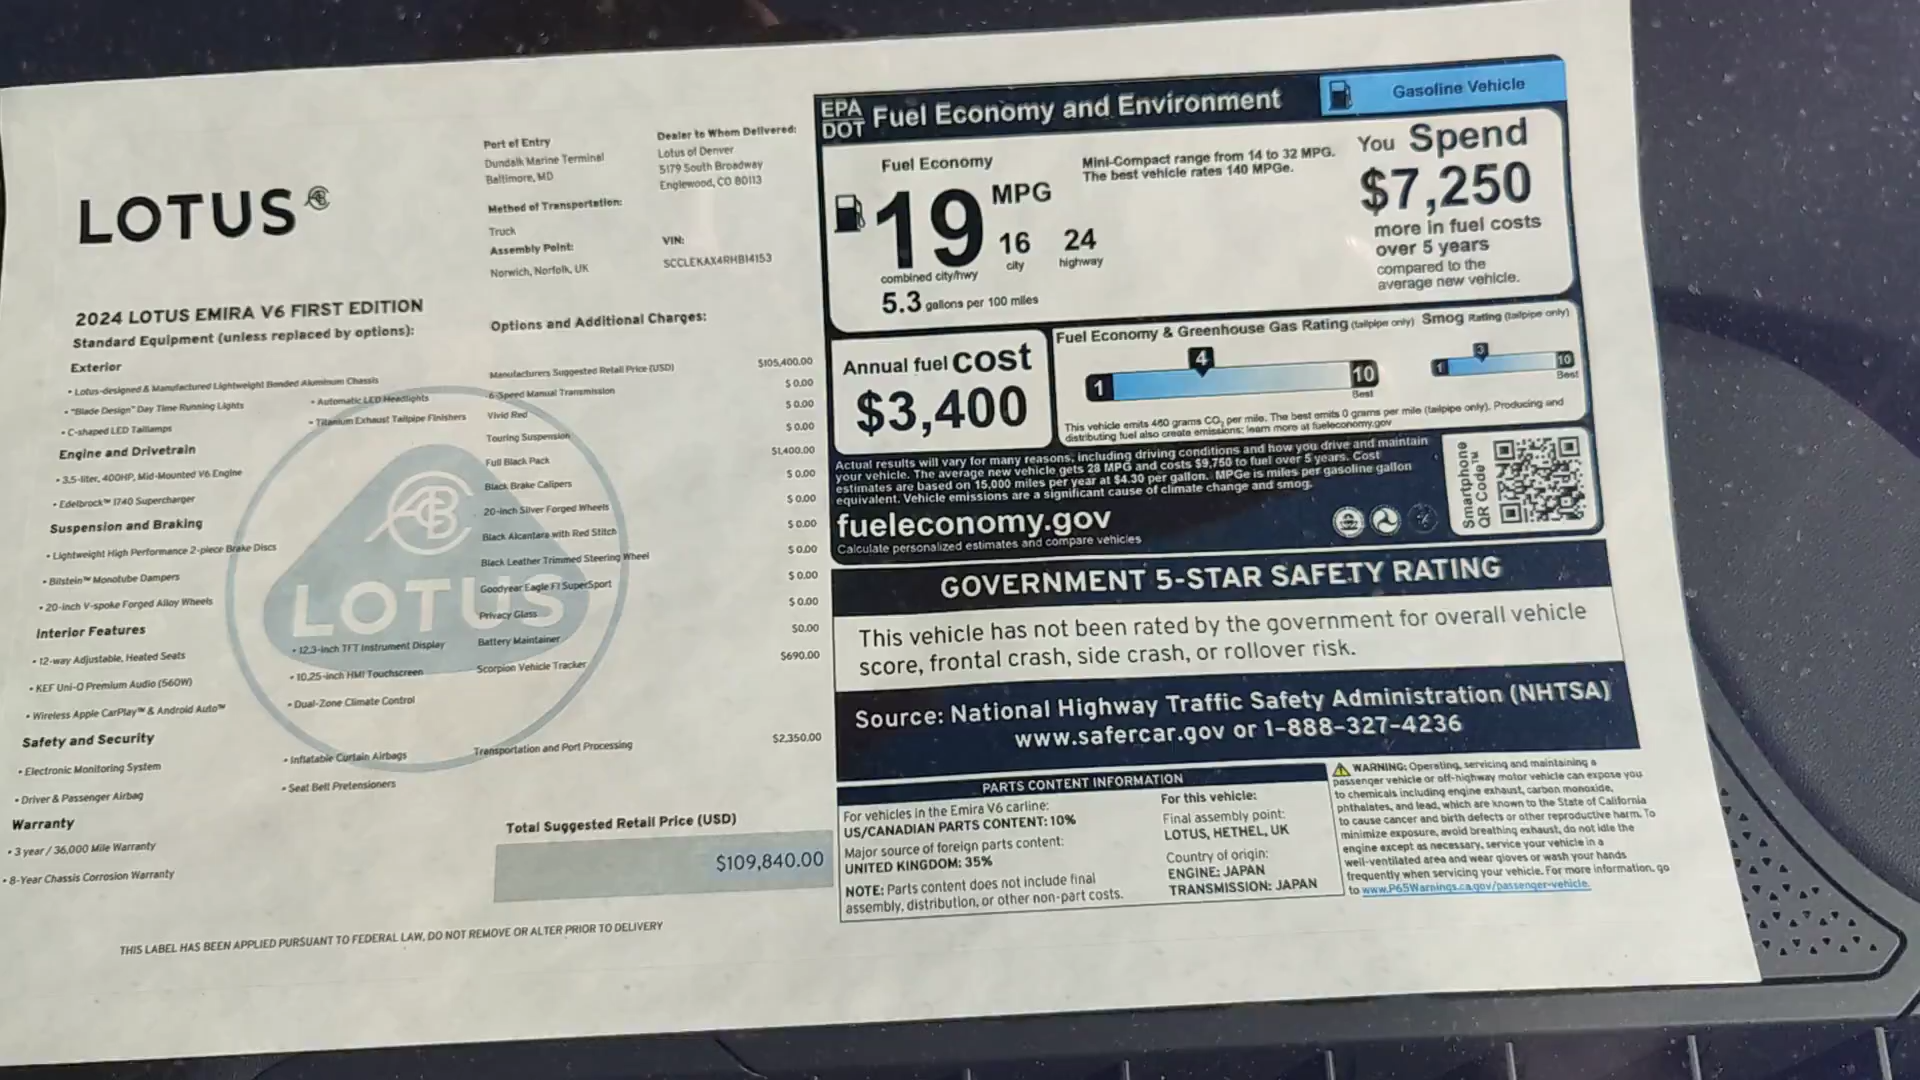 LOTUS
Port of Entry
Dundalk Marine Terminal
Baltimore, MD
Method of Transportation:
Truck
Assembly Point:
Norwich, Norfolk, UK
Dealer to Whom Delivered:
Lotus of Denver
5179 South Broadway
Englewood, CO 80113
VIN:
SCCLEKAX4RHB14153
2024 LOTUS EMIRA V6 FIRST EDITION
Standard Equipment (unless replaced by options):
Exterior
• Lotus-designed & Manufactured Lightweight Bonded Aluminum Chassis
• "Blade Design" Day Time Running Lights
• Automatic LED Headlights
• C-shaped LED Taillamps
• Titanium Exhaust Tailpipe Finishers
Engine and Drivetrain
• 3.5-liter, 400HP, Mid-Mounted V6 Engine
• Edelbrock™ 1740 Supercharger
Suspension and Braking
• Lightweight High Performance 2-piece Brake Discs
• Bilstein™ Monotube Dampers
• 20-inch V-spoke Forged Alloy Wheels
Interior Features
• 12-way Adjustable, Heated Seats
• 12.3-inch TFT Instrument Display
• KEF Uni-Q Premium Audio (560W)
• 10.25-inch HMI Touchscreen
• Wireless Apple CarPlay™ & Android Auto™
• Dual-Zone Climate Control
Safety and Security
• Electronic Monitoring System
• Inflatable Curtain Airbags
• Driver & Passenger Airbag
• Seat Belt Pretensioners
Warranty
• 3 year / 36,000 Mile Warranty
• 8-Year Chassis Corrosion Warranty
LOTUS
Options and Additional Charges:
Manufacturers Suggested Retail Price (USD) $105,400.00
6-Speed Manual Transmission $ 0.00
Vivid Red $ 0.00
Touring Suspension $ 0.00
Full Black Pack $1,400.00
Black Brake Calipers $ 0.00
20-inch Silver Forged Wheels $ 0.00
Black Alcantara with Red Stitch $ 0.00
Black Leather Trimmed Steering Wheel $ 0.00
Goodyear Eagle F1 SuperSport $ 0.00
Privacy Glass $ 0.00
Battery Maintainer $0.00
Scorpion Vehicle Tracker $690.00
Transportation and Port Processing $2,350.00
Total Suggested Retail Price (USD)
$109,840.00
THIS LABEL HAS BEEN APPLIED PURSUANT TO FEDERAL LAW, DO NOT REMOVE OR ALTER PRIOR TO DELIVERY
EPA
DOT
Fuel Economy and Environment
Gasoline Vehicle
Fuel Economy
19 MPG
combined city/hwy
16
city
24
highway
5.3 gallons per 100 miles
Mini-Compact range from 14 to 32 MPG.
The best vehicle rates 140 MPGe.
You Spend
$7,250
more in fuel costs
over 5 years
compared to the
average new vehicle.
Annual fuel cost
$3,400
Fuel Economy & Greenhouse Gas Rating (tailpipe only)
1
4
10
Best
Smog Rating (tailpipe only)
1
3
10
Best
This vehicle emits 460 grams CO2 per mile. The best emits 0 grams per mile (tailpipe only). Producing and
distributing fuel also create emissions; learn more at fueleconomy.gov
Actual results will vary for many reasons, including driving conditions and how you drive and maintain
your vehicle. The average new vehicle gets 28 MPG and costs $9,750 to fuel over 5 years. Cost
estimates are based on 15,000 miles per year at $4.30 per gallon. MPGe is miles per gasoline gallon
equivalent. Vehicle emissions are a significant cause of climate change and smog.
fueleconomy.gov
Calculate personalized estimates and compare vehicles
Smartphone
QR Code™
GOVERNMENT 5-STAR SAFETY RATING
This vehicle has not been rated by the government for overall vehicle
score, frontal crash, side crash, or rollover risk.
Source: National Highway Traffic Safety Administration (NHTSA)
www.safercar.gov or 1-888-327-4236
PARTS CONTENT INFORMATION
For vehicles in the Emira V6 carline:
US/CANADIAN PARTS CONTENT: 10%
Major source of foreign parts content:
UNITED KINGDOM: 35%
NOTE: Parts content does not include final
assembly, distribution, or other non-part costs.
For this vehicle:
Final assembly point:
LOTUS, HETHEL, UK
Country of origin:
ENGINE: JAPAN
TRANSMISSION: JAPAN
WARNING: Operating, servicing and maintaining a
passenger vehicle or off-highway motor vehicle can expose you
to chemicals including engine exhaust, carbon monoxide,
phthalates, and lead, which are known to the State of California
to cause cancer and birth defects or other reproductive harm. To
minimize exposure, avoid breathing exhaust, do not idle the
engine except as necessary, service your vehicle in a
well-ventilated area and wear gloves or wash your hands
frequently when servicing your vehicle. For more information, go
to www.P65Warnings.ca.gov/passenger-vehicle.